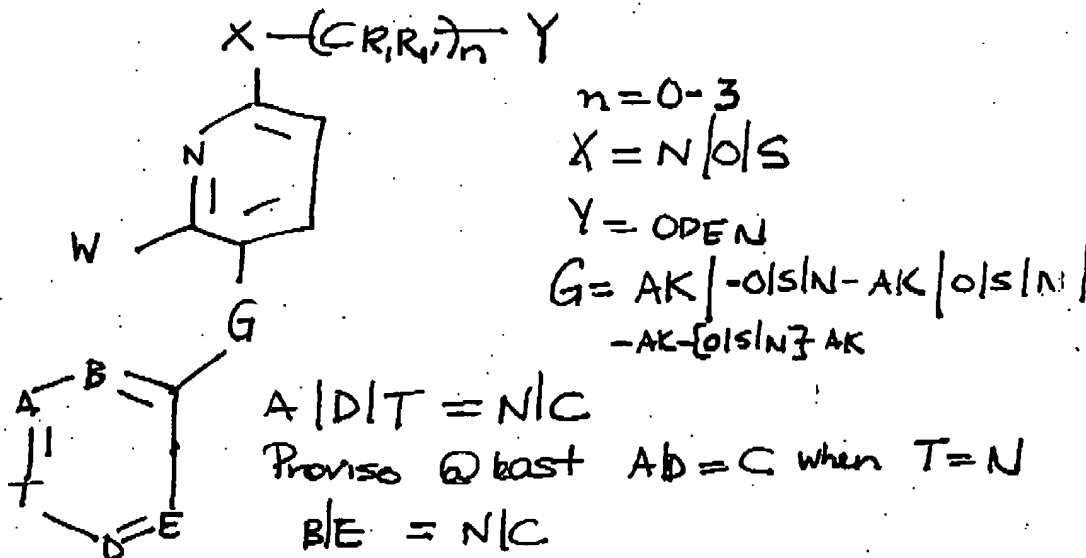 X-(CR₁R₁')n-Y
n=0-3
X = N|O|S
N
Y = OPEN
W
G= AK|-O|S|N-AK|O|S|N|
-AK-[O|S|N]-AK
G
B
A
A|D|T = N|C
T
Proviso @ least A|D = C when T=N
D
E
B|E = N|C